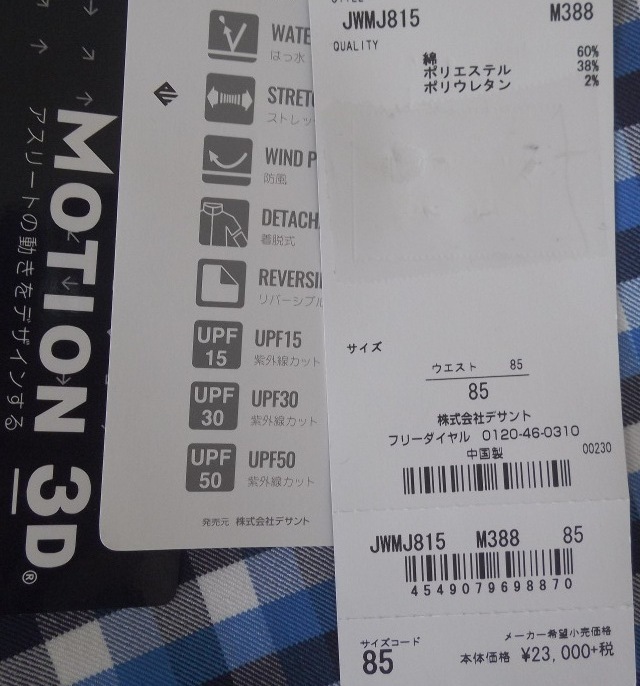 MOTION 3D®
アスリートの動きをデザインする
はっ水
ストレッ
WIND P
防風
DETACH
着脱式
リバーシブル
UPF 15
UPF15
紫外線カット
UPF 30
UPF30
紫外線カット
UPF 50
UPF50
紫外線カット
発売元 株式会社デサント
JWMJ815 M388
QUALITY
綿 60%
ポリエステル 38%
ポリウレタン 2%
サイズ
ウエスト 85
85
株式会社デサント
フリーダイヤル 0120-46-0310
中国製
00230
JWMJ815 M388 85
4549079698870
サイズコード
85
メーカー希望小売価格
本体価格 ¥23,000+税